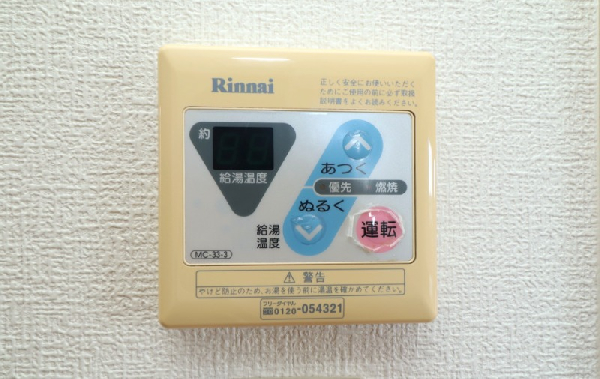 Rinnai
正しく安全にお使いいただく
ためにご使用の前に必ず取扱
説明書をよくお読みください。
約
給湯温度
あつく
優先 燃焼
ぬるく
給湯
温度
運転
MC-33-3
警告
やけど防止のため、お湯を使う前に湯温を確かめてください。
フリーダイヤル
0120-054321